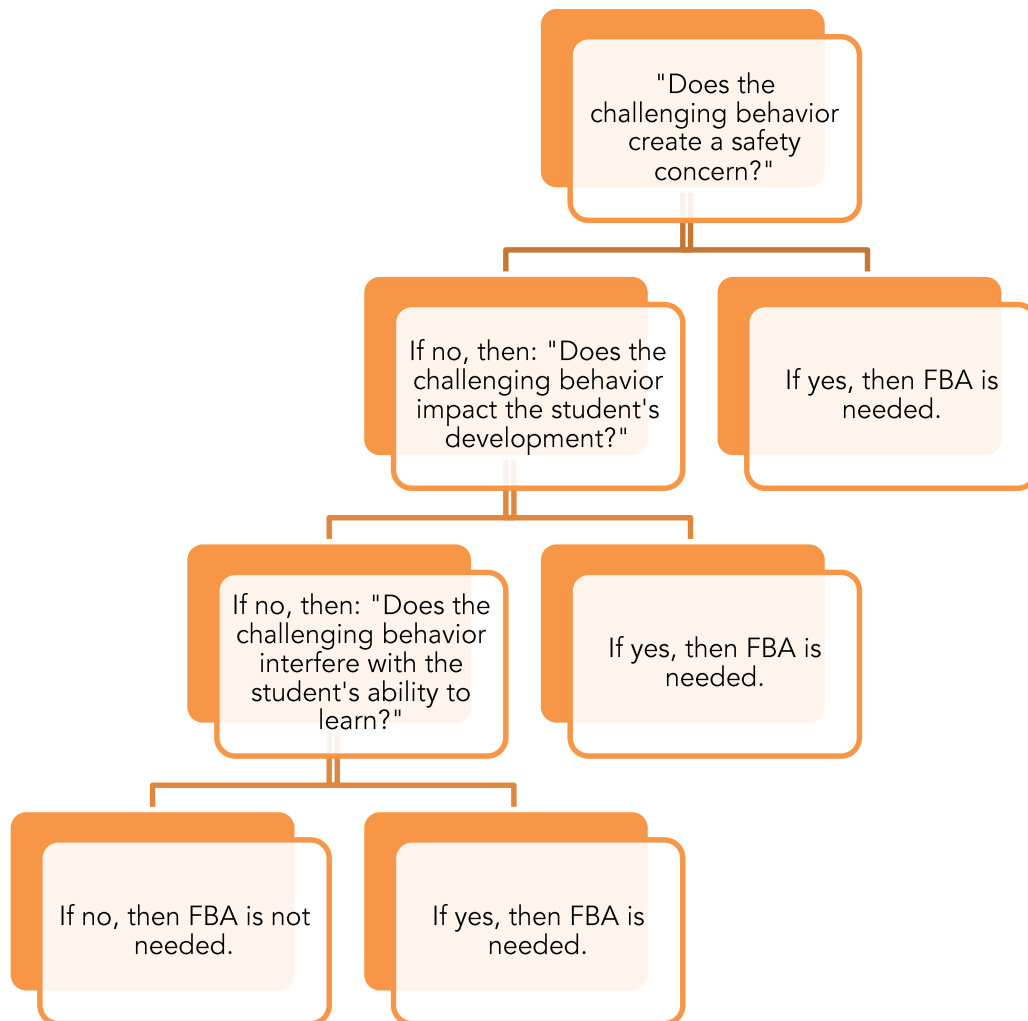 "Does the
challenging behavior
create a safety
concern?"
If no, then: "Does the
challenging behavior
impact the student's
development?"
If yes, then FBA is
needed.
If no, then: "Does the
challenging behavior
interfere with the
student's ability to
learn?"
If yes, then FBA is
needed.
If no, then FBA is not
needed.
If yes, then FBA is
needed.